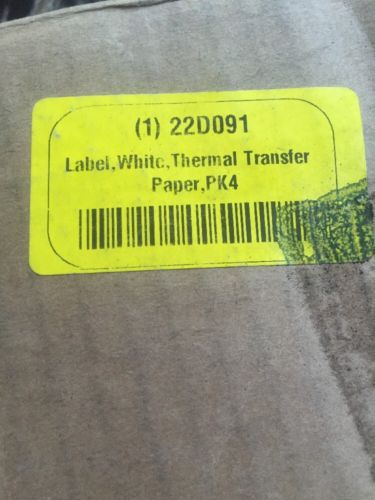 (1) 22D091
Label,White,Thermal Transfer
Paper,PK4